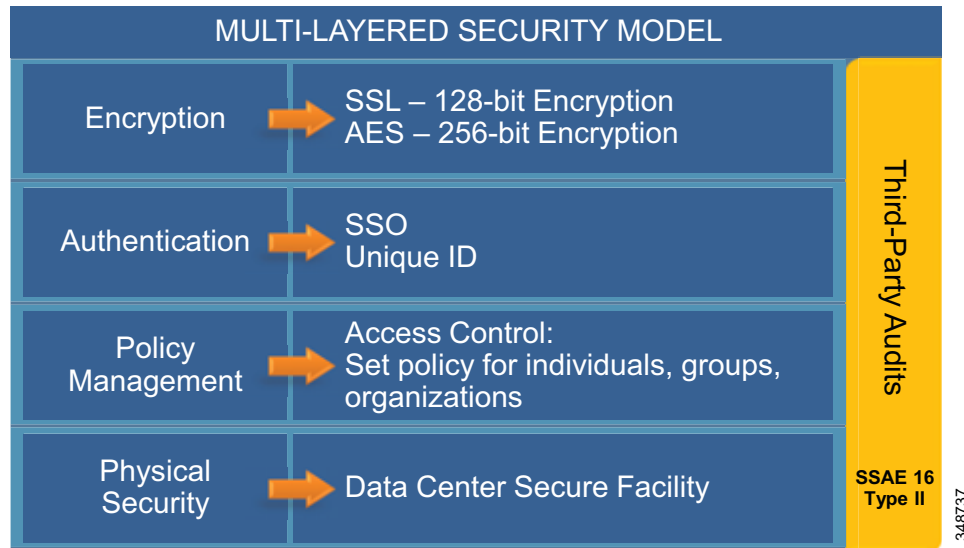 MULTI-LAYERED SECURITY MODEL
Encryption
SSL – 128-bit Encryption
AES – 256-bit Encryption
Authentication
SSO
Unique ID
Policy
Management
Access Control:
Set policy for individuals, groups,
organizations
Physical
Security
Data Center Secure Facility
Third-Party Audits
SSAE 16
Type II
348737